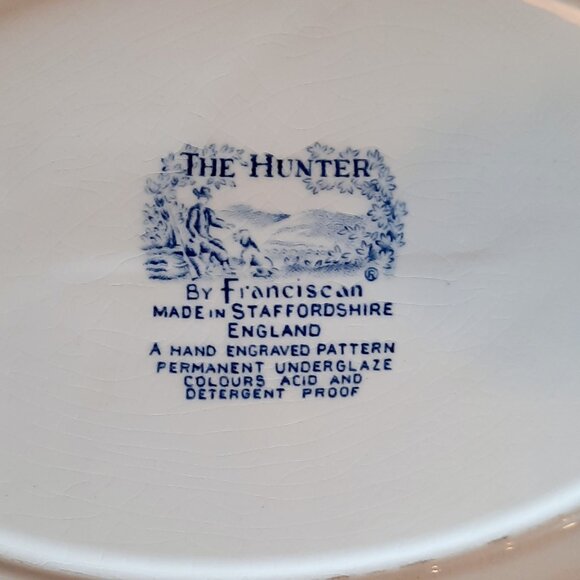 THE HUNTER
BY Franciscan ®
MADE IN STAFFORDSHIRE
ENGLAND
A HAND ENGRAVED PATTERN
PERMANENT UNDERGLAZE
COLOURS ACID AND
DETERGENT PROOF